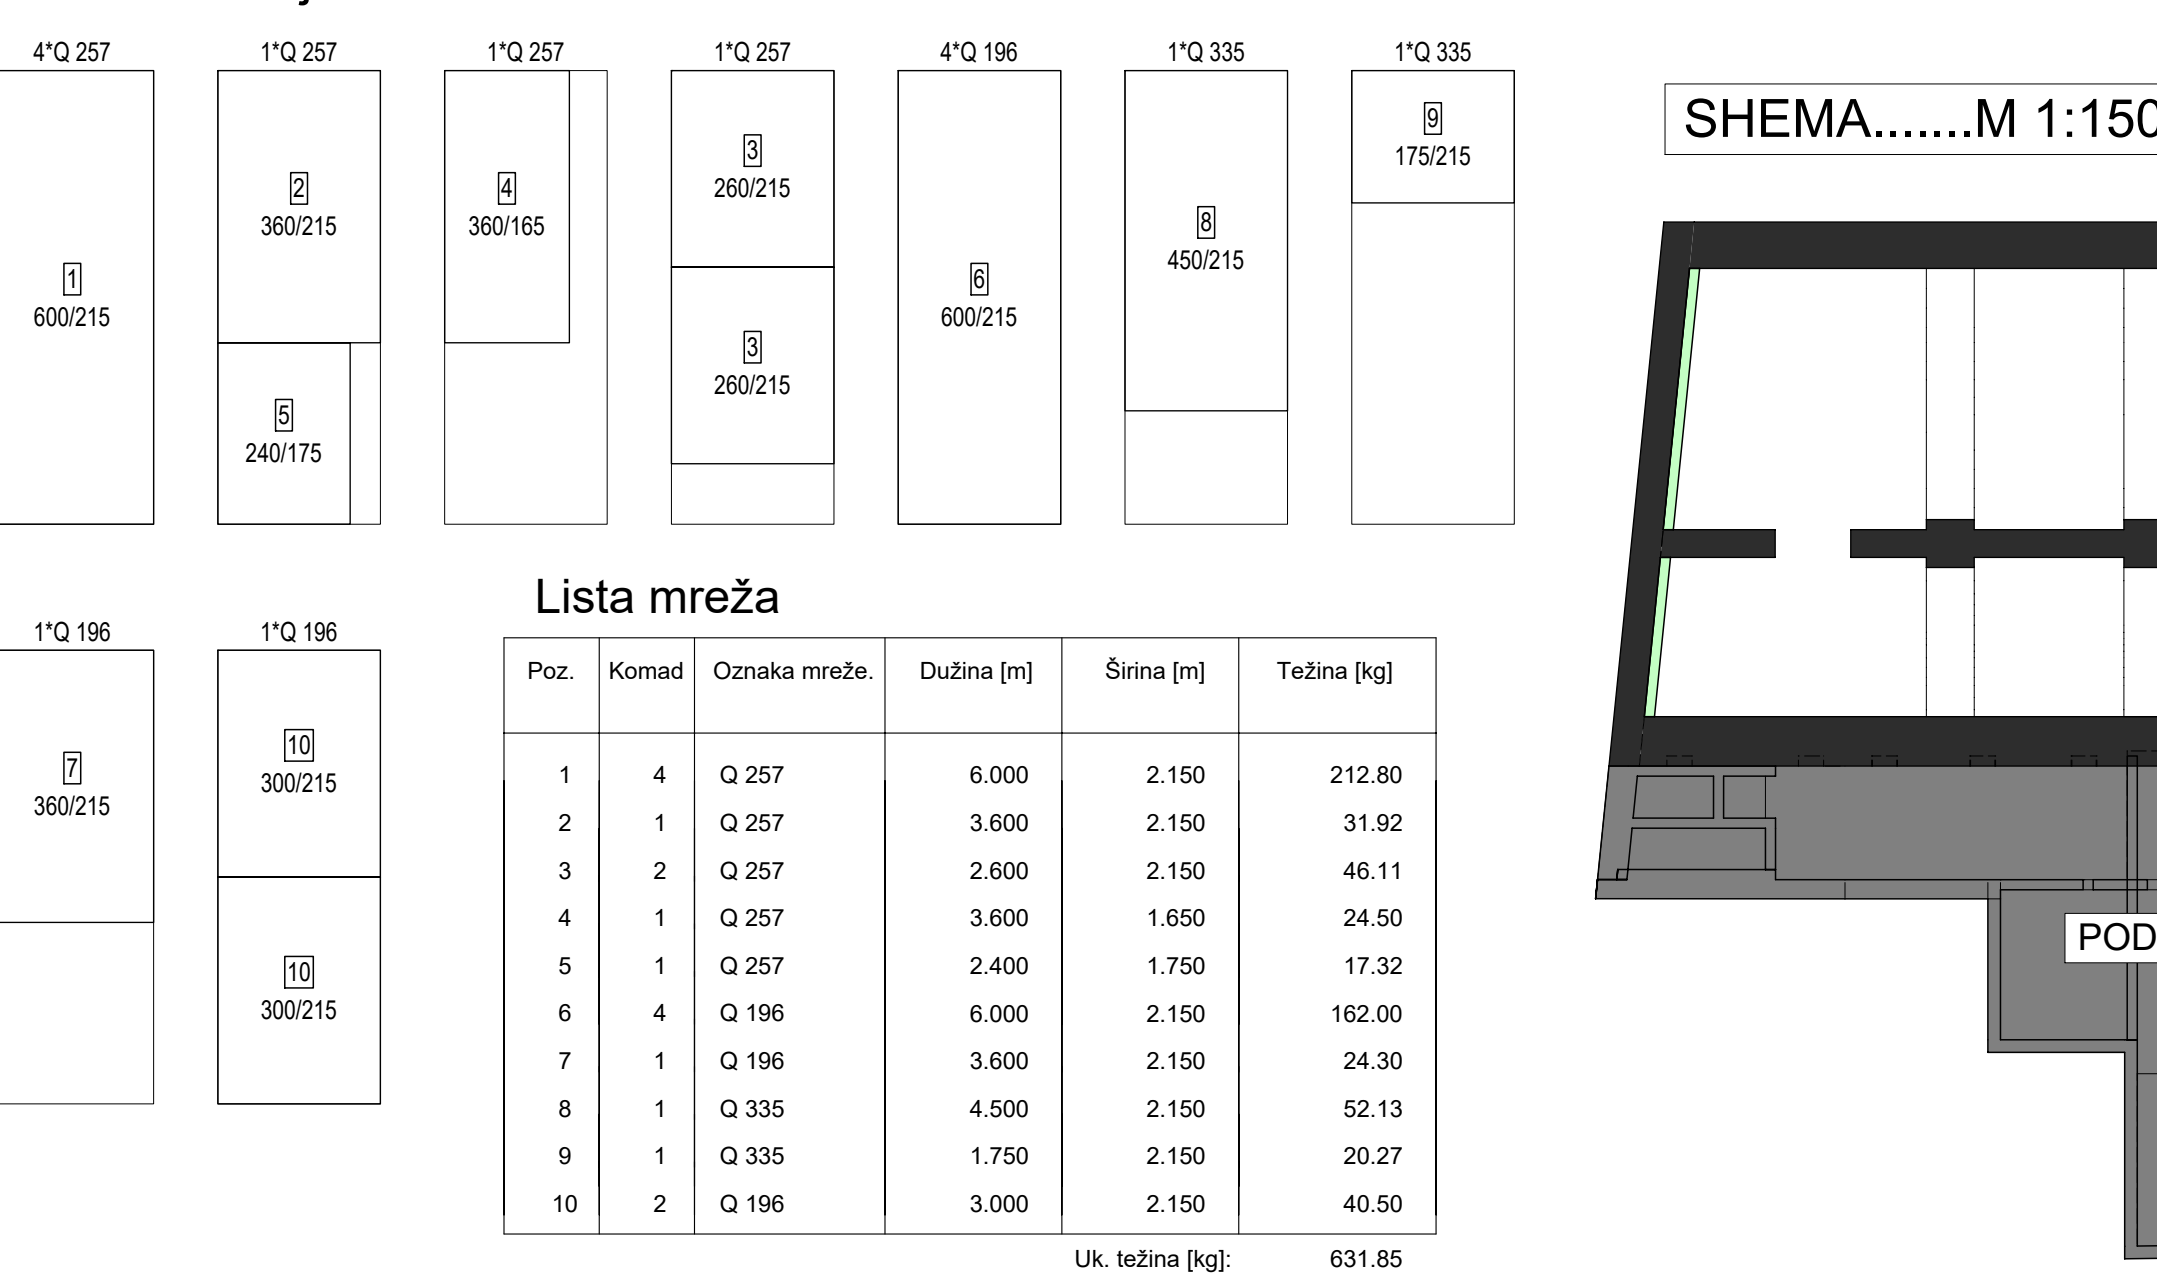 4*Q 257 1*Q 257 1*Q 257 1*Q 257 4*Q 196 1*Q 335 1*Q 335
1
600/215
2
360/215
5
240/175
4
360/165
3
260/215
3
260/215
6
600/215
8
450/215
9
175/215
SHEMA.......M 1:150
1*Q 196 1*Q 196
7
360/215
10
300/215
10
300/215
Lista mreža
Poz. Komad Oznaka mreže. Dužina [m] Širina [m] Težina [kg]
1 4 Q 257 6.000 2.150 212.80
2 1 Q 257 3.600 2.150 31.92
3 2 Q 257 2.600 2.150 46.11
4 1 Q 257 3.600 1.650 24.50
5 1 Q 257 2.400 1.750 17.32
6 4 Q 196 6.000 2.150 162.00
7 1 Q 196 3.600 2.150 24.30
8 1 Q 335 4.500 2.150 52.13
9 1 Q 335 1.750 2.150 20.27
10 2 Q 196 3.000 2.150 40.50
Uk. težina [kg]: 631.85
POD